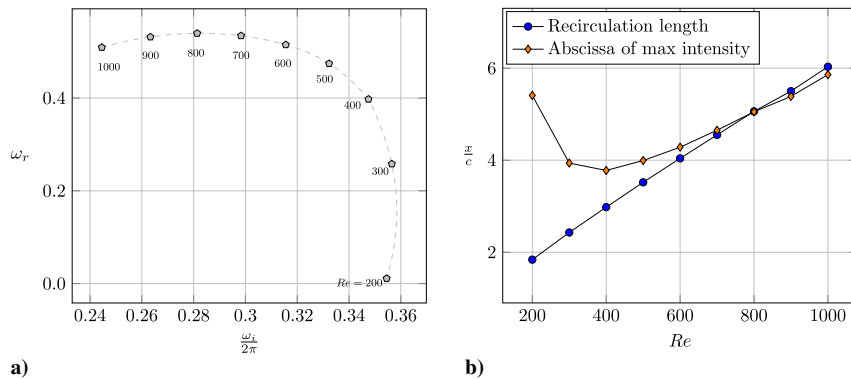 1000
900
800
700
600
500
400
300
Re = 200
0.4
0.2
0.0
ω_r
0.24 0.26 0.28 0.3 0.32 0.34 0.36
ω_i
2π
a)
Recirculation length
Abscissa of max intensity
6
4
2
x
c
200 400 600 800 1000
Re
b)